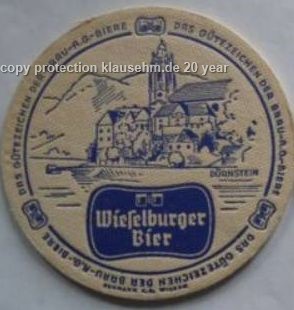 copy protection klausehm.de 20 year
DAS GÜTEZEICHEN DER BRAU-A.G-BIERE
DAS GÜTEZEICHEN DER BRAU-A.G-BIERE
DAS GÜTEZEICHEN DER BRAU-A.G-BIERE
DÜRNSTEIN
Wieselburger
Bier